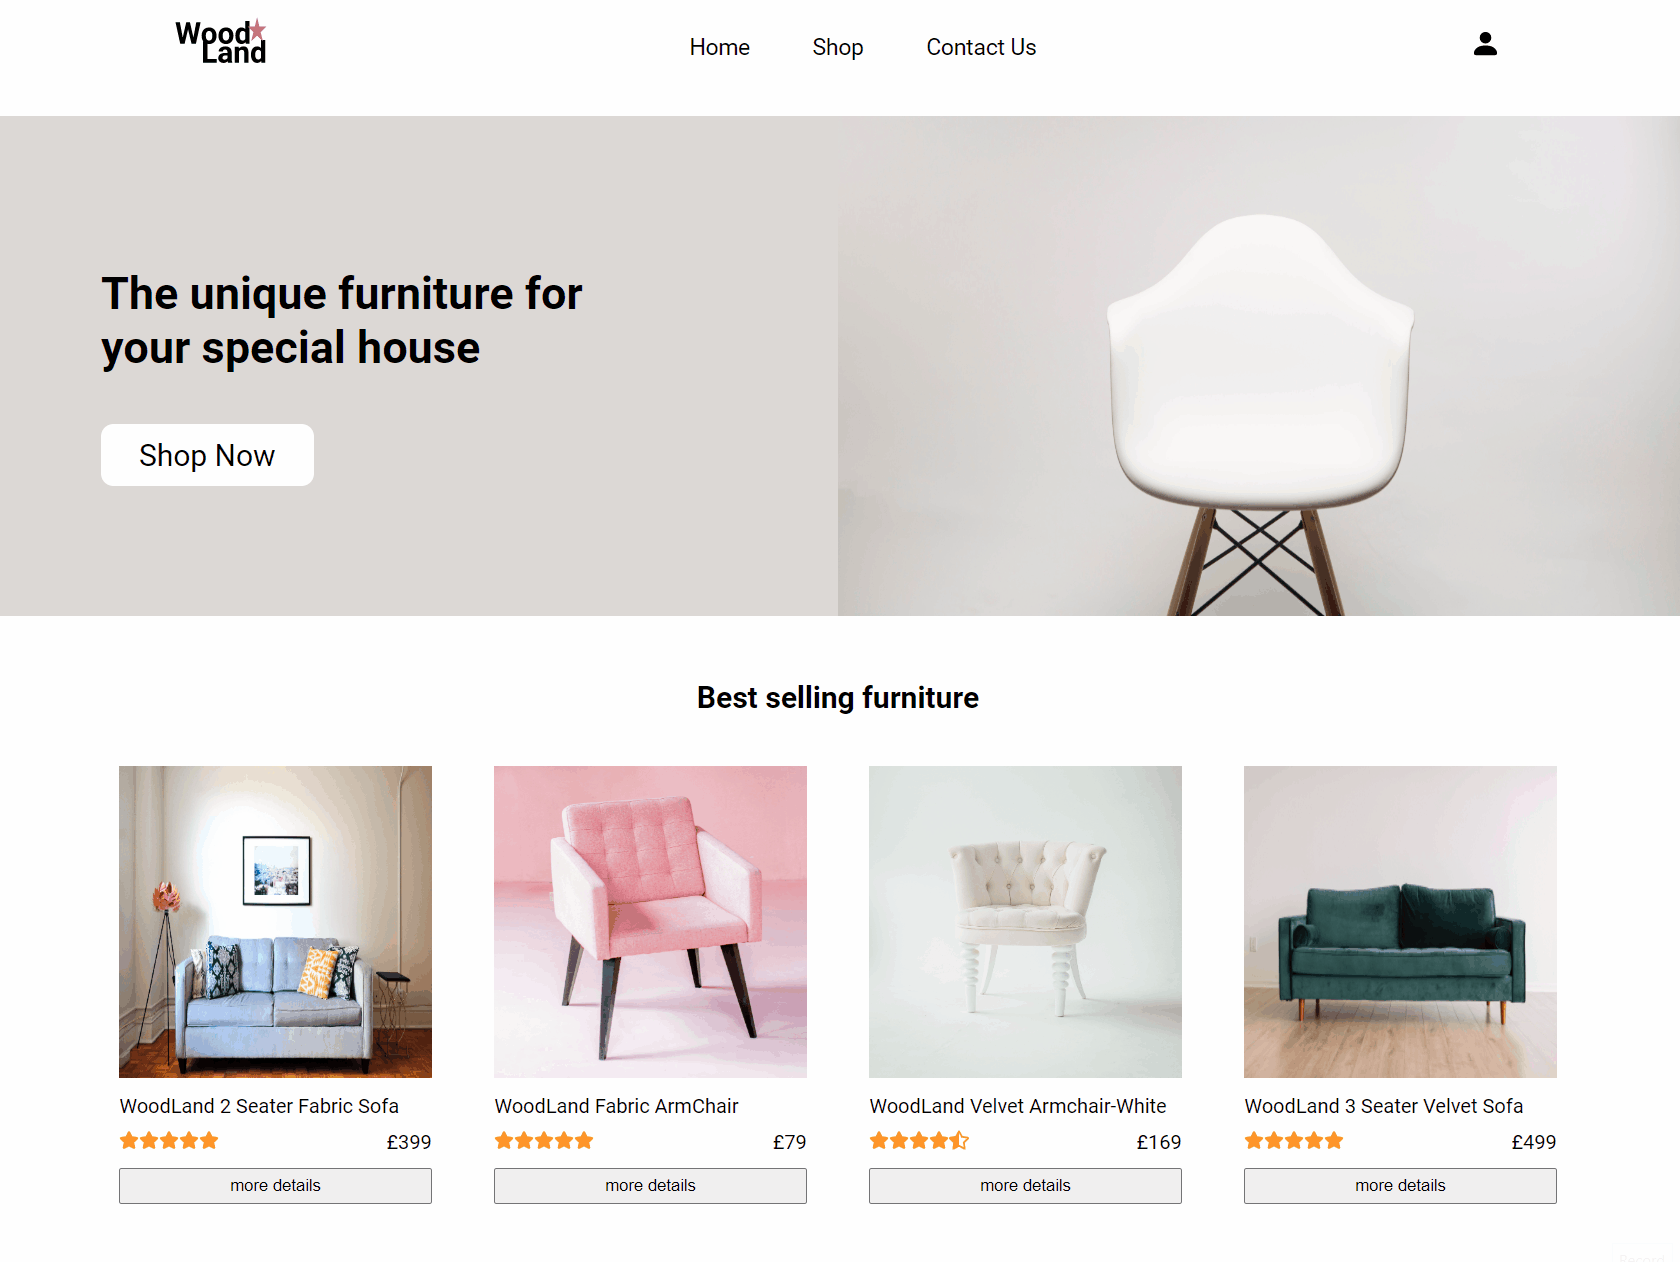 Wood
Land
Home
Shop
Contact Us
The unique furniture for
your special house
Shop Now
Best selling furniture
WoodLand 2 Seater Fabric Sofa
£399
more details
WoodLand Fabric ArmChair
£79
more details
WoodLand Velvet Armchair-White
£169
more details
WoodLand 3 Seater Velvet Sofa
£499
more details